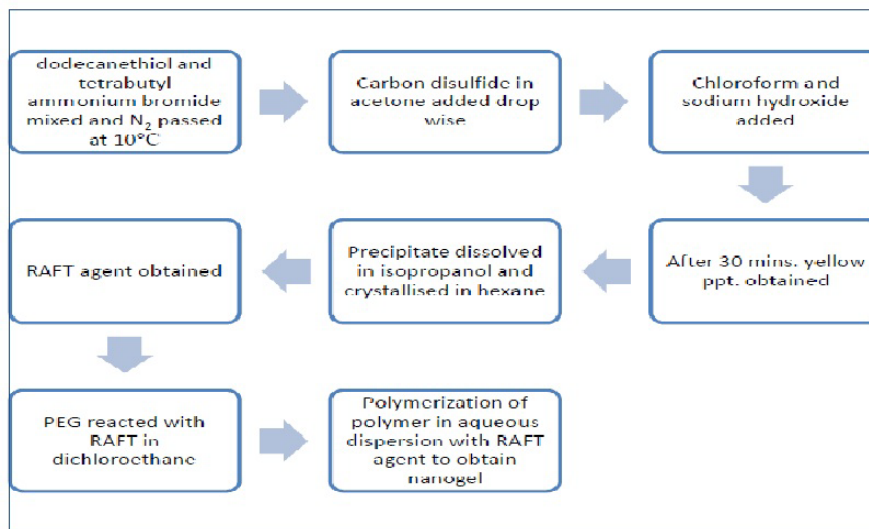 dodecanethiol and
tetrabutyl
ammonium bromide
mixed and N₂ passed
at 10°C
Carbon disulfide in
acetone added drop
wise
Chloroform and
sodium hydroxide
added
After 30 mins. yellow
ppt. obtained
Precipitate dissolved
in isopropanol and
crystallised in hexane
RAFT agent obtained
PEG reacted with
RAFT in
dichloroethane
Polymerization of
polymer in aqueous
dispersion with RAFT
agent to obtain
nanogel